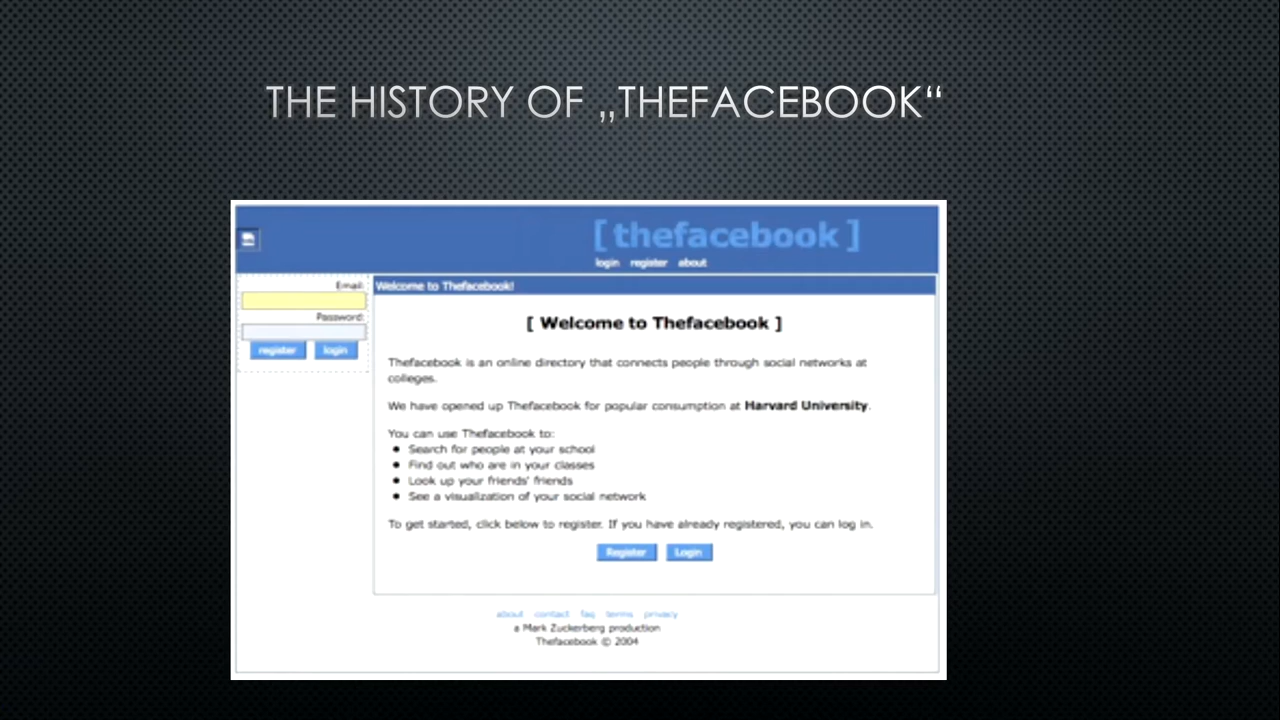 THE HISTORY OF „THEFACEBOOK“
[ thefacebook ]
login register about
Email:
Password:
register login
Welcome to Thefacebook!
[ Welcome to Thefacebook ]
Thefacebook is an online directory that connects people through social networks at
colleges.
We have opened up Thefacebook for popular consumption at Harvard University.
You can use Thefacebook to:
• Search for people at your school
• Find out who are in your classes
• Look up your friends' friends
• See a visualization of your social network
To get started, click below to register. If you have already registered, you can log in.
Register Login
about contact faq terms privacy
a Mark Zuckerberg production
Thefacebook © 2004